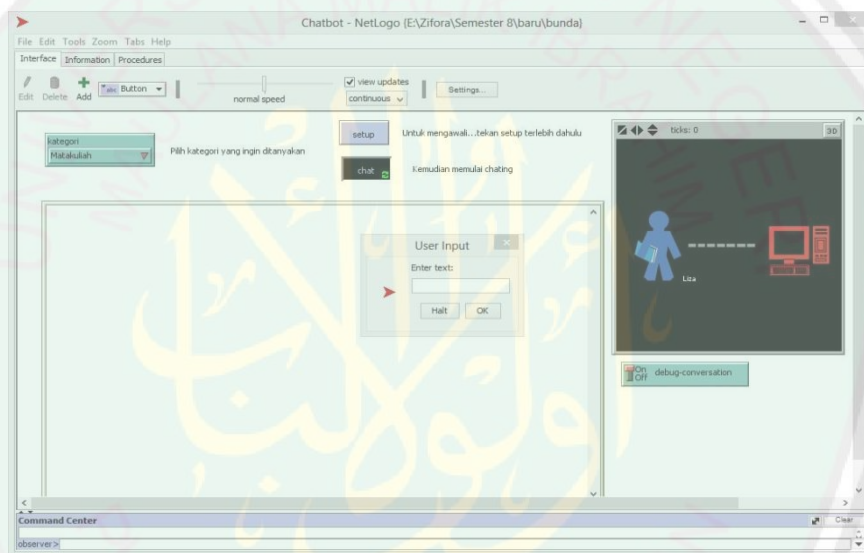 Chatbot - NetLogo {E:\Zifora\Semester 8\baru\bunda}
File Edit Tools Zoom Tabs Help
Interface Information Procedures
Edit Delete Add
abc Button
normal speed
view updates
continuous
Settings...
kategori
Matakuliah
Pilih kategori yang ingin ditanyakan
setup
Untuk mengawali...tekan setup terlebih dahulu
chat
Kemudian memulai chating
ticks: 0
3D
Liza
User Input
Enter text:
Halt OK
On
Off
debug-conversation
Command Center
Clear
observer>